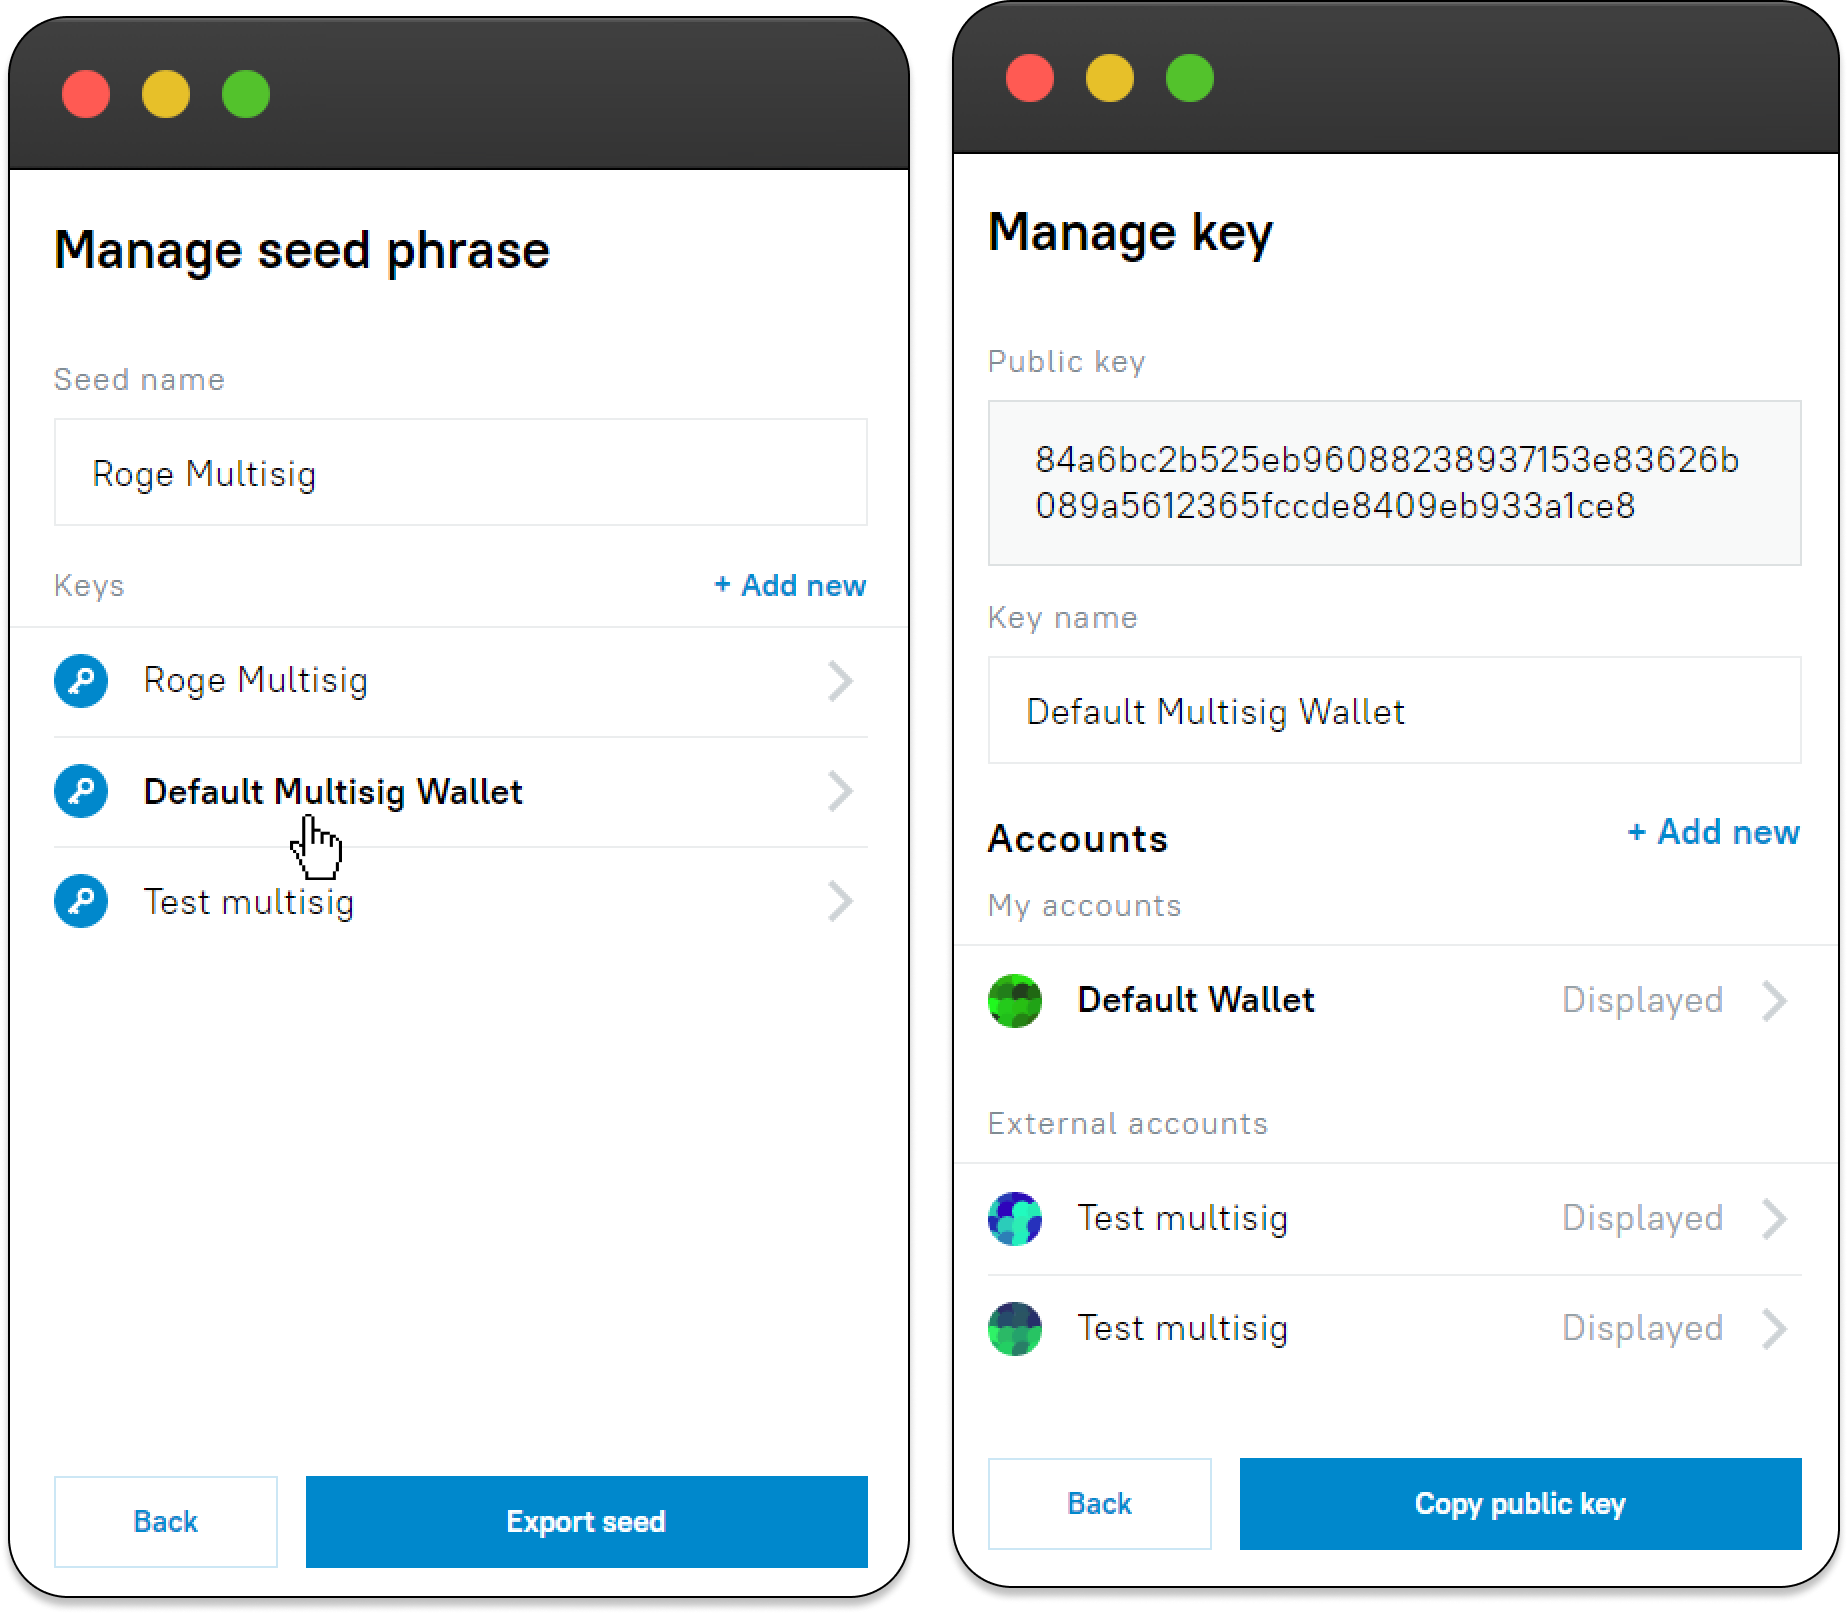 Manage seed phrase
Seed name
Roge Multisig
Keys
+ Add new
Roge Multisig
Default Multisig Wallet
Test multisig
Back
Export seed
Manage key
Public key
84a6bc2b525eb96088238937153e83626b
089a5612365fccde8409eb933a1ce8
Key name
Default Multisig Wallet
Accounts
+ Add new
My accounts
Default Wallet
Displayed
External accounts
Test multisig
Displayed
Test multisig
Displayed
Back
Copy public key